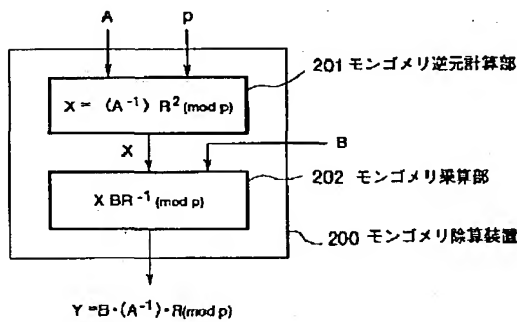 A
p
201 モンゴメリ逆元計算部
X = (A⁻¹) R² (mod p)
X
B
202 モンゴメリ乗算部
X BR⁻¹ (mod p)
200 モンゴメリ除算装置
Y = B・(A⁻¹)・R(mod p)